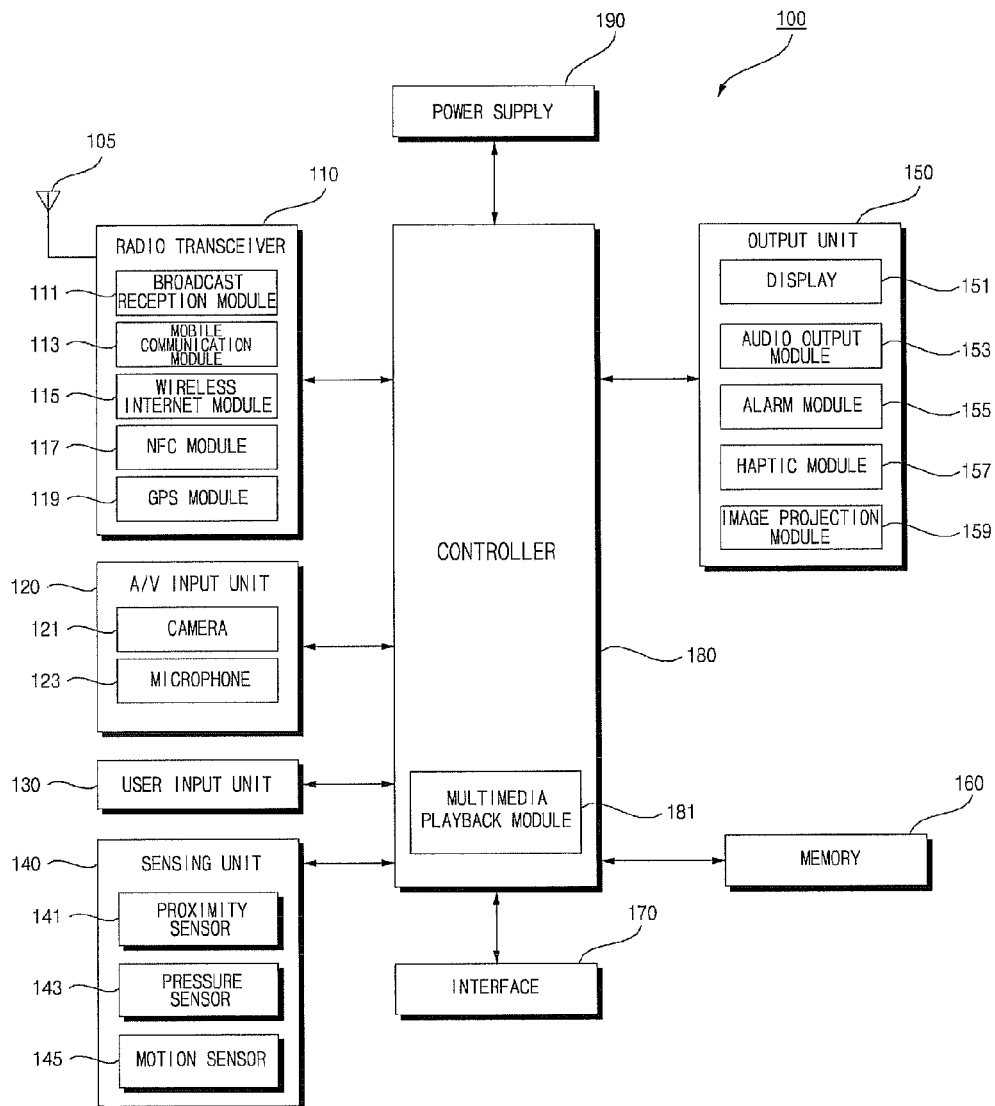 100
190
POWER SUPPLY
105
110
RADIO TRANSCEIVER
111
BROADCAST
RECEPTION MODULE
113
MOBILE
COMMUNICATION
MODULE
115
WIRELESS
INTERNET MODULE
117
NFC MODULE
119
GPS MODULE
120
A/V INPUT UNIT
121
CAMERA
123
MICROPHONE
130
USER INPUT UNIT
140
SENSING UNIT
141
PROXIMITY
SENSOR
143
PRESSURE
SENSOR
145
MOTION SENSOR
CONTROLLER
180
MULTIMEDIA
PLAYBACK MODULE
181
170
INTERFACE
150
OUTPUT UNIT
DISPLAY
151
AUDIO OUTPUT
MODULE
153
ALARM MODULE
155
HAPTIC MODULE
157
IMAGE PROJECTION
MODULE
159
160
MEMORY